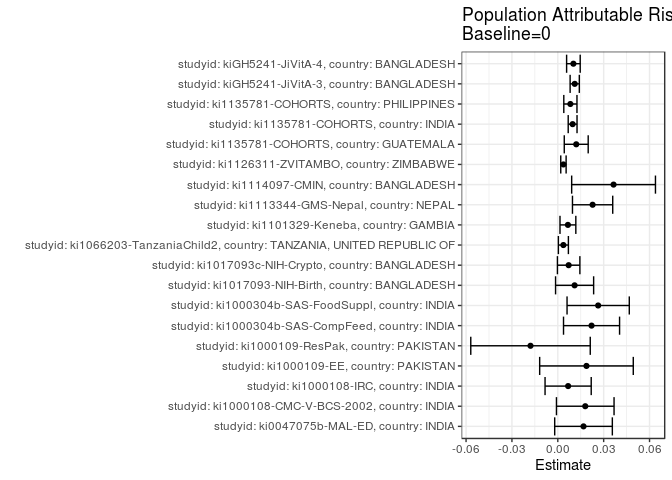 Population Attributable Ris
Baseline=0
studyid: kiGH5241-JiVitA-4, country: BANGLADESH
studyid: kiGH5241-JiVitA-3, country: BANGLADESH
studyid: ki1135781-COHORTS, country: PHILIPPINES
studyid: ki1135781-COHORTS, country: INDIA
studyid: ki1135781-COHORTS, country: GUATEMALA
studyid: ki1126311-ZVITAMBO, country: ZIMBABWE
studyid: ki1114097-CMIN, country: BANGLADESH
studyid: ki1113344-GMS-Nepal, country: NEPAL
studyid: ki1101329-Keneba, country: GAMBIA
studyid: ki1066203-TanzaniaChild2, country: TANZANIA, UNITED REPUBLIC OF
studyid: ki1017093c-NIH-Crypto, country: BANGLADESH
studyid: ki1017093-NIH-Birth, country: BANGLADESH
studyid: ki1000304b-SAS-FoodSuppl, country: INDIA
studyid: ki1000304b-SAS-CompFeed, country: INDIA
studyid: ki1000109-ResPak, country: PAKISTAN
studyid: ki1000109-EE, country: PAKISTAN
studyid: ki1000108-IRC, country: INDIA
studyid: ki1000108-CMC-V-BCS-2002, country: INDIA
studyid: ki0047075b-MAL-ED, country: INDIA
-0.06 -0.03 0.00 0.03 0.06
Estimate